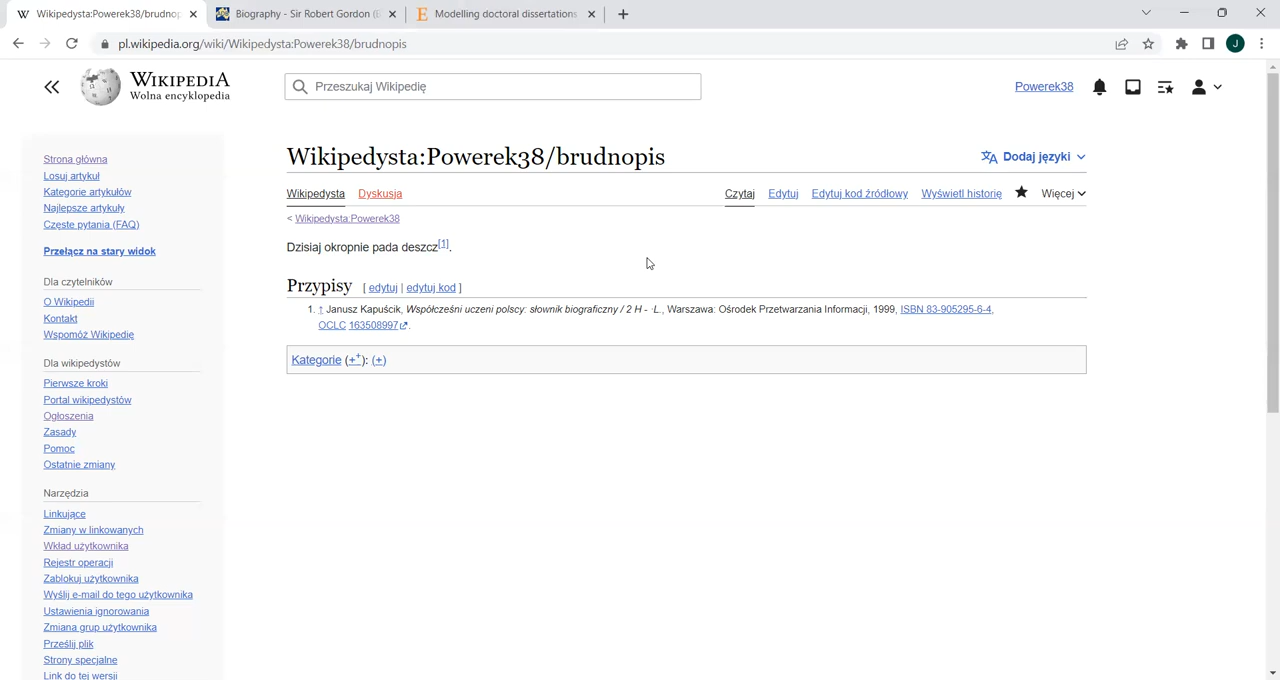 Wikipedysta:Powerek38/brudnop
Biography - Sir Robert Gordon (B
Modelling doctoral dissertations
pl.wikipedia.org/wiki/Wikipedysta:Powerek38/brudnopis
J
WIKIPEDIA
Wolna encyklopedia
Przeszukaj Wikipedię
Powerek38
Strona główna
Losuj artykuł
Kategorie artykułów
Najlepsze artykuły
Częste pytania (FAQ)
Przełącz na stary widok
Dla czytelników
O Wikipedii
Kontakt
Wspomóż Wikipedię
Dla wikipedystów
Pierwsze kroki
Portal wikipedystów
Ogłoszenia
Zasady
Pomoc
Ostatnie zmiany
Narzędzia
Linkujące
Zmiany w linkowanych
Wkład użytkownika
Rejestr operacji
Zablokuj użytkownika
Wyślij e-mail do tego użytkownika
Ustawienia ignorowania
Zmiana grup użytkownika
Prześlij plik
Strony specjalne
Link do tej wersji
Wikipedysta:Powerek38/brudnopis
Dodaj języki
Wikipedysta Dyskusja Czytaj Edytuj Edytuj kod źródłowy Wyświetl historię Więcej
< Wikipedysta:Powerek38
Dzisiaj okropnie pada deszcz[1].
Przypisy [ edytuj | edytuj kod ]
1. ↑ Janusz Kapuścik, Współcześni uczeni polscy: słownik biograficzny / 2 H - ·Ł., Warszawa: Ośrodek Przetwarzania Informacji, 1999, ISBN 83-905295-6-4,
OCLC 163508997.
Kategorie (++): (+)